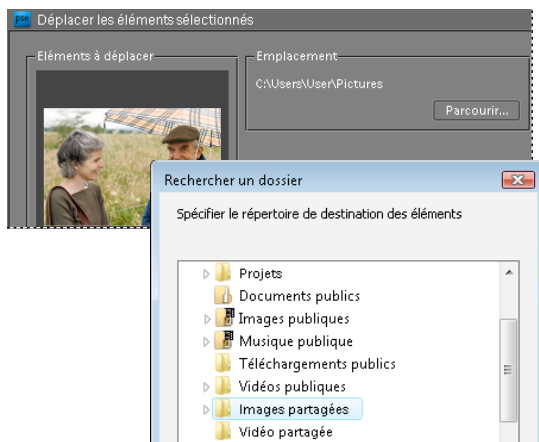 pse Déplacer les éléments sélectionnés
Eléments à déplacer
Emplacement
C:\Users\User\Pictures
Parcourir...
Rechercher un dossier
Spécifier le répertoire de destination des éléments
Projets
Documents publics
Images publiques
Musique publique
Téléchargements publics
Vidéos publiques
Images partagées
Vidéo partagée